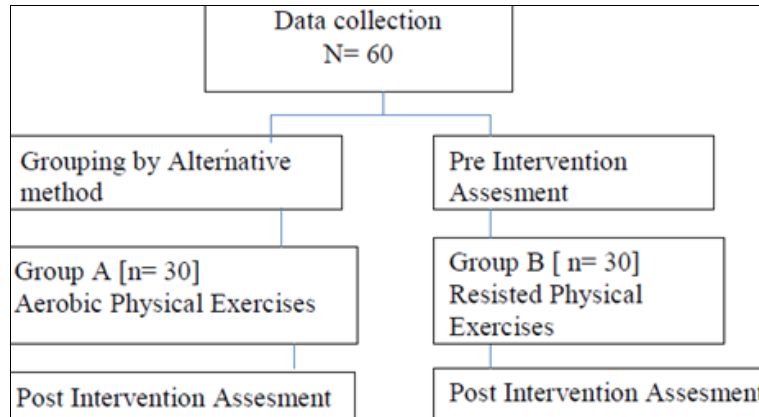 Data collection
N= 60
Grouping by Alternative
method
Pre Intervention
Assesment
Group A [n= 30]
Aerobic Physical Exercises
Group B [ n= 30]
Resisted Physical
Exercises
Post Intervention Assesment
Post Intervention Assesment